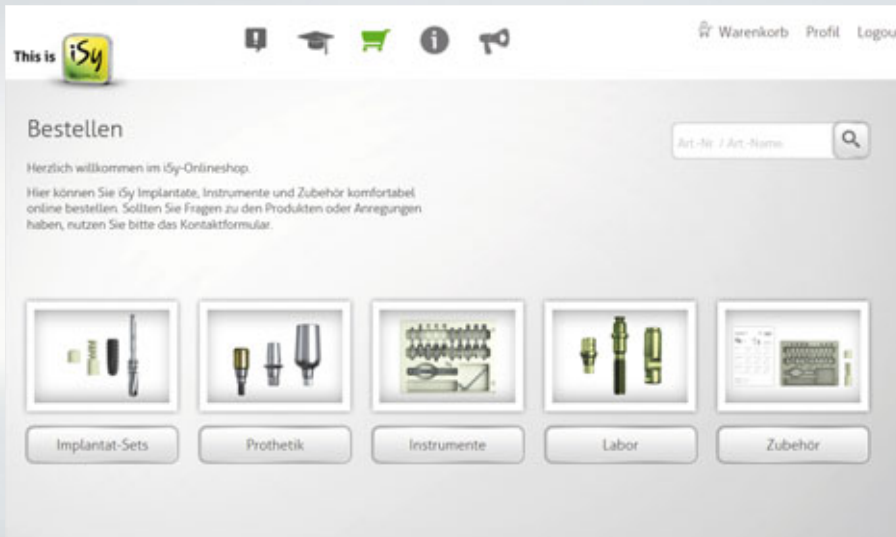 This is iSy
Warenkorb Profil Logou
Bestellen
Art.-Nr. / Art.-Name
Herzlich willkommen im iSy-Onlineshop.
Hier können Sie iSy Implantate, Instrumente und Zubehör komfortabel
online bestellen. Sollten Sie Fragen zu den Produkten oder Anregungen
haben, nutzen Sie bitte das Kontaktformular.
Implantat-Sets
Prothetik
Instrumente
Labor
Zubehör